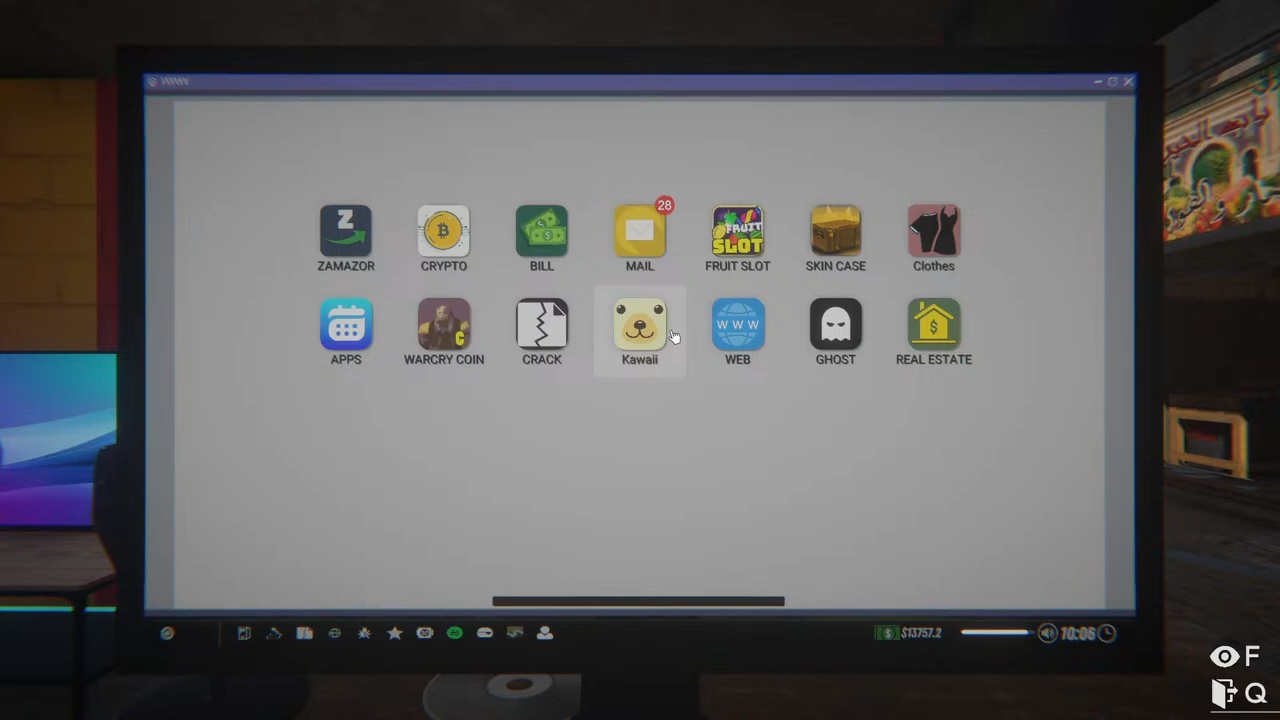 WAVE
28
Z
ZAMAZOR
CRYPTO
BILL
MAIL
FRUIT
SLOT
FRUIT SLOT
SKIN CASE
Clothes
APPS
WARCRY COIN
CRACK
Kawaii
WWW
WEB
GHOST
REAL ESTATE
$13757.2
10:06
F
Q